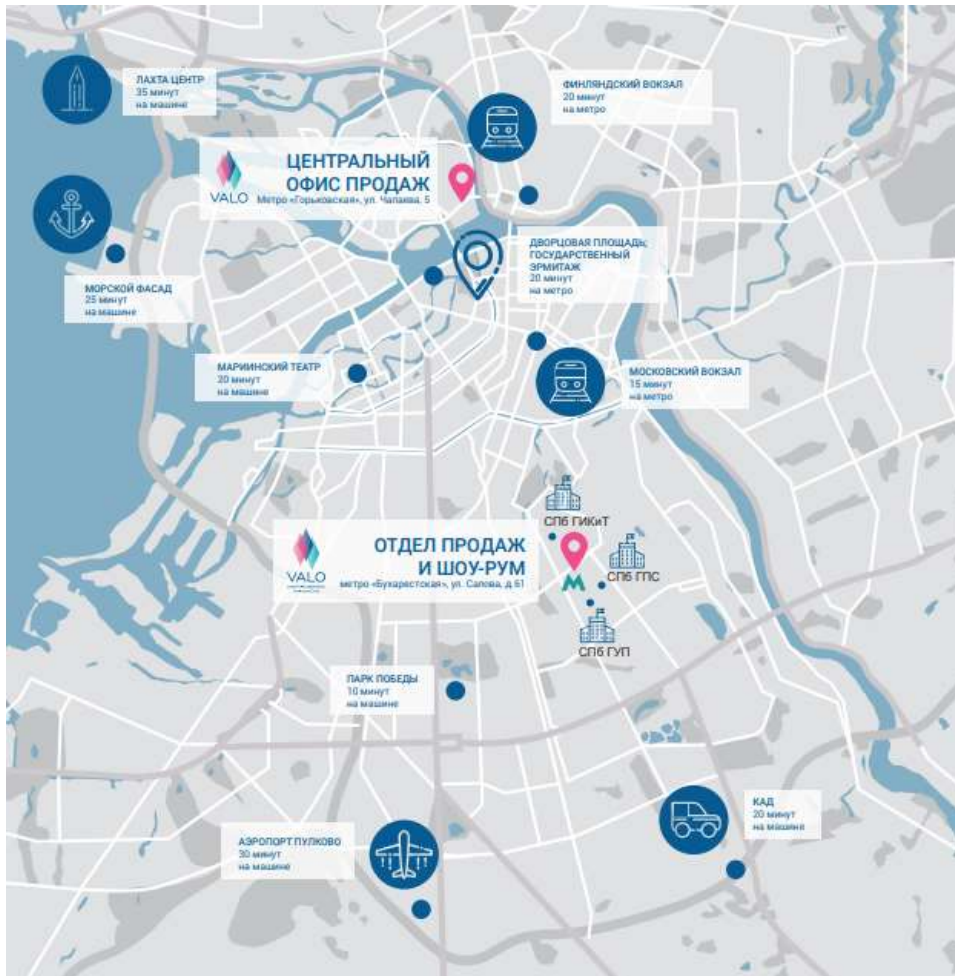 ЛАХТА ЦЕНТР
35 минут
на машине
ФИНЛЯНДСКИЙ ВОКЗАЛ
20 минут
на метро
VALO
ЦЕНТРАЛЬНЫЙ
ОФИС ПРОДАЖ
Метро «Горьковская», ул. Чапаева, 5
ДВОРЦОВАЯ ПЛОЩАДЬ,
ГОСУДАРСТВЕННЫЙ
ЭРМИТАЖ
20 минут
на метро
МОРСКОЙ ФАСАД
25 минут
на машине
МАРИИНСКИЙ ТЕАТР
20 минут
на машине
МОСКОВСКИЙ ВОКЗАЛ
15 минут
на метро
СПб ГИКиТ
VALO
ОТДЕЛ ПРОДАЖ
И ШОУ-РУМ
метро «Бухарестская», ул. Салова, д.61
М
СПб ГПС
СПб ГУП
ПАРК ПОБЕДЫ
10 минут
на машине
КАД
20 минут
на машине
АЭРОПОРТ ПУЛКОВО
30 минут
на машине